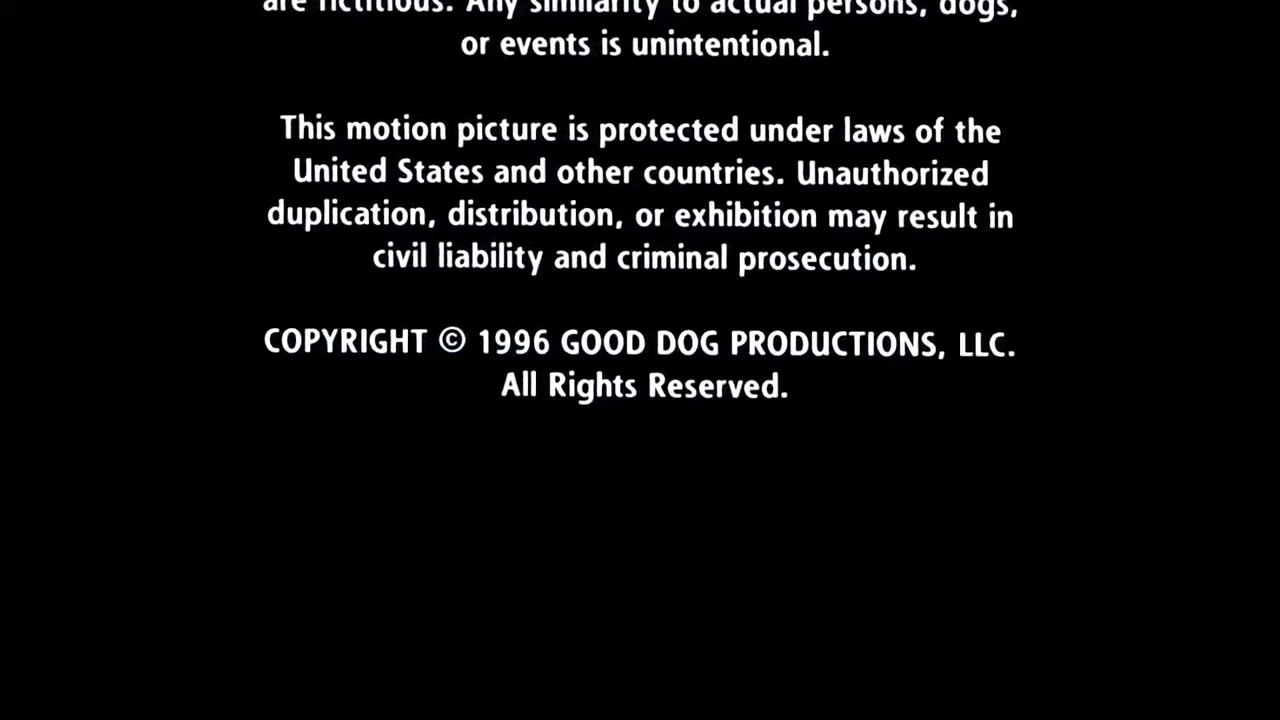 are fictitious. Any similarity to actual persons, dogs,
or events is unintentional.
This motion picture is protected under laws of the
United States and other countries. Unauthorized
duplication, distribution, or exhibition may result in
civil liability and criminal prosecution.
COPYRIGHT © 1996 GOOD DOG PRODUCTIONS, LLC.
All Rights Reserved.